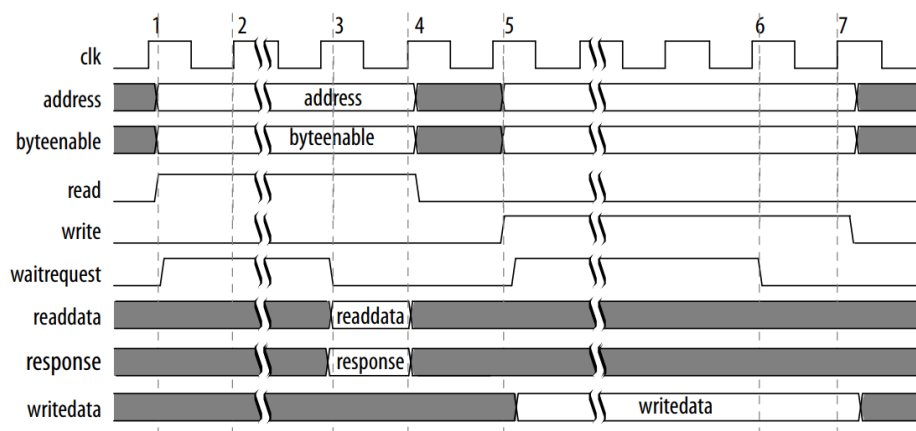 1 2 3 4 5 6 7
clk
address address
byteenable byteenable
read
write
waitrequest
readdata readdata
response response
writedata writedata